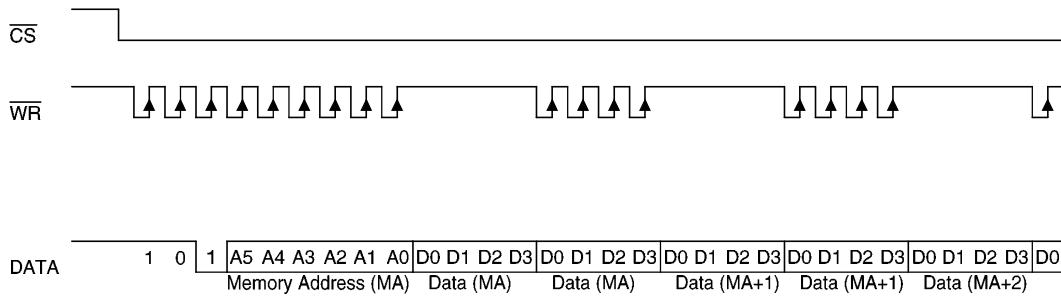 CS
WR
DATA
1 0 1 A5 A4 A3 A2 A1 A0 D0 D1 D2 D3 D0 D1 D2 D3 D0 D1 D2 D3 D0 D1 D2 D3 D0 D1 D2 D3 D0
Memory Address (MA) Data (MA) Data (MA) Data (MA+1) Data (MA+1) Data (MA+2)